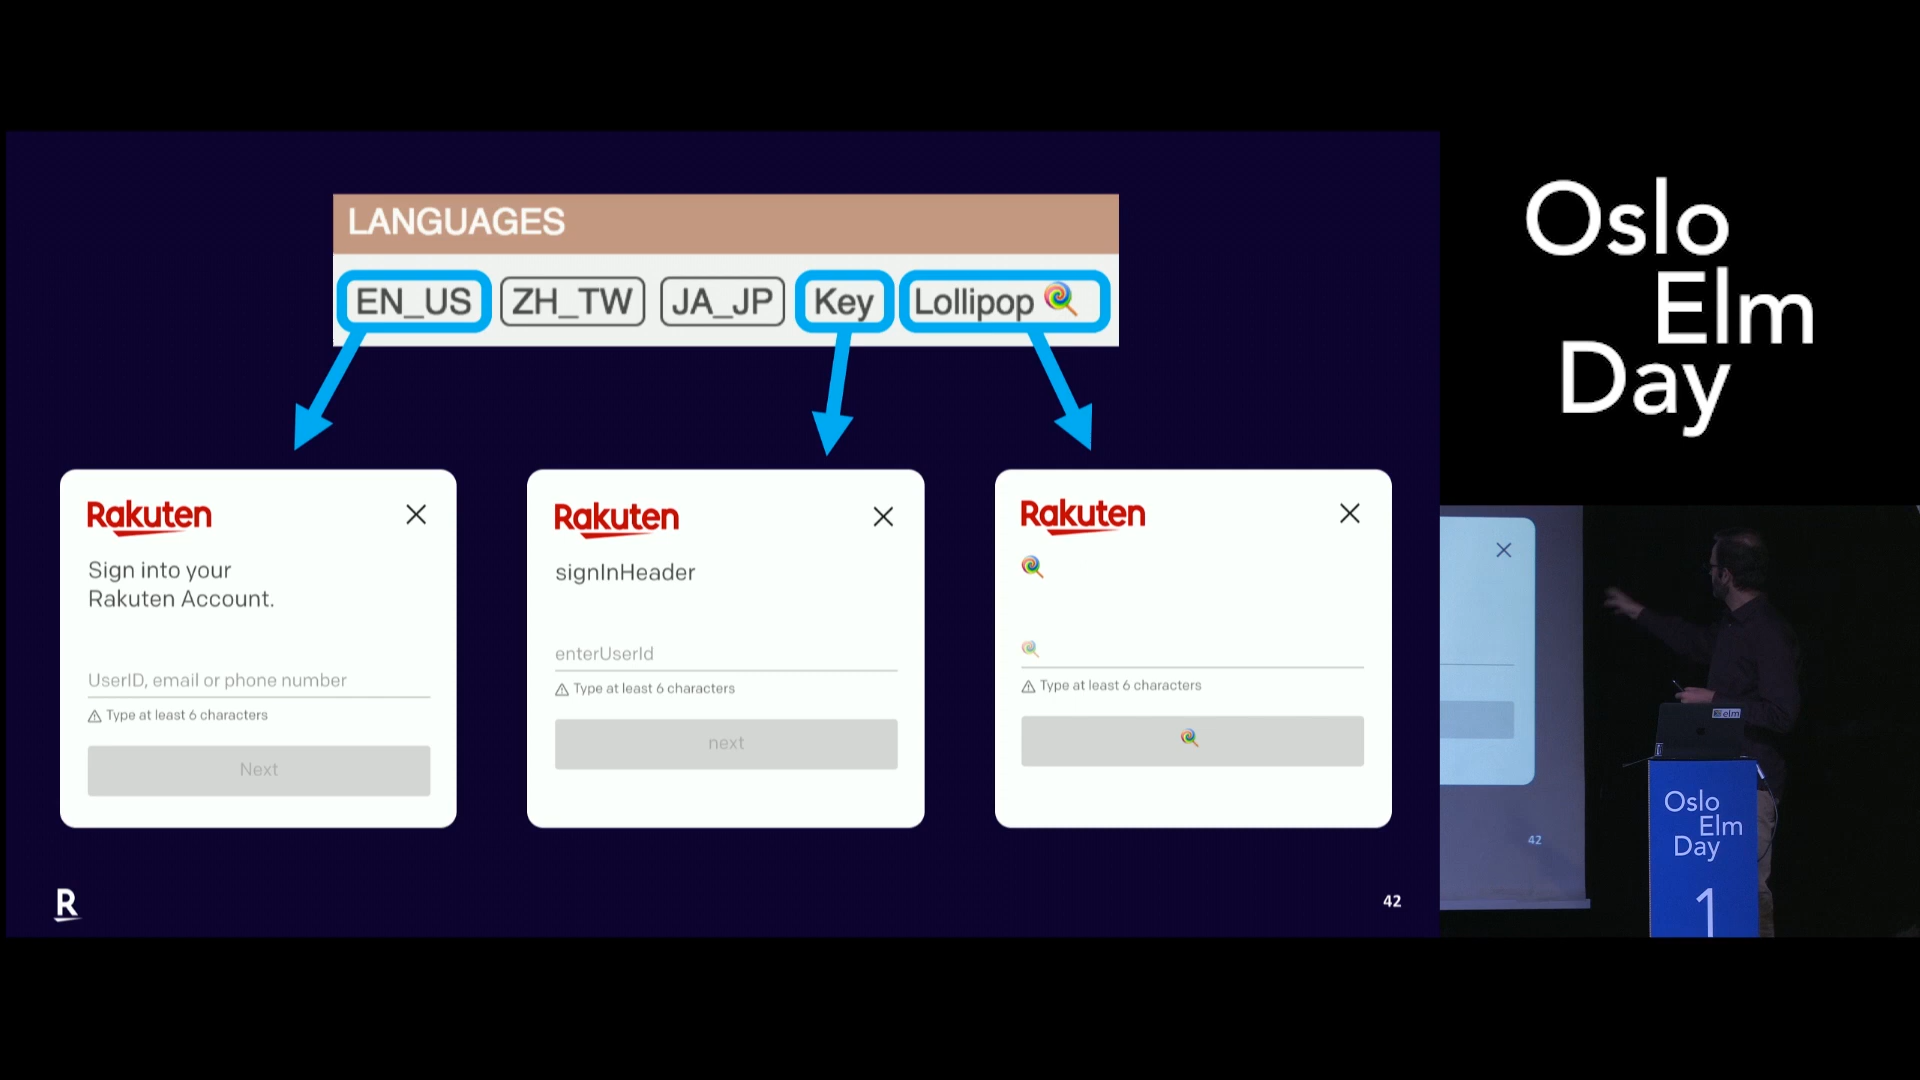 LANGUAGES
EN_US ZH_TW JA_JP Key Lollipop 🍭
Rakuten
Sign into your
Rakuten Account.
UserID, email or phone number
Type at least 6 characters
Next
Rakuten
signInHeader
enterUserId
Type at least 6 characters
next
Rakuten
🍭
🍭
Type at least 6 characters
🍭
R
42
Oslo
Elm
Day
elm
42
Oslo
Elm
Day
1